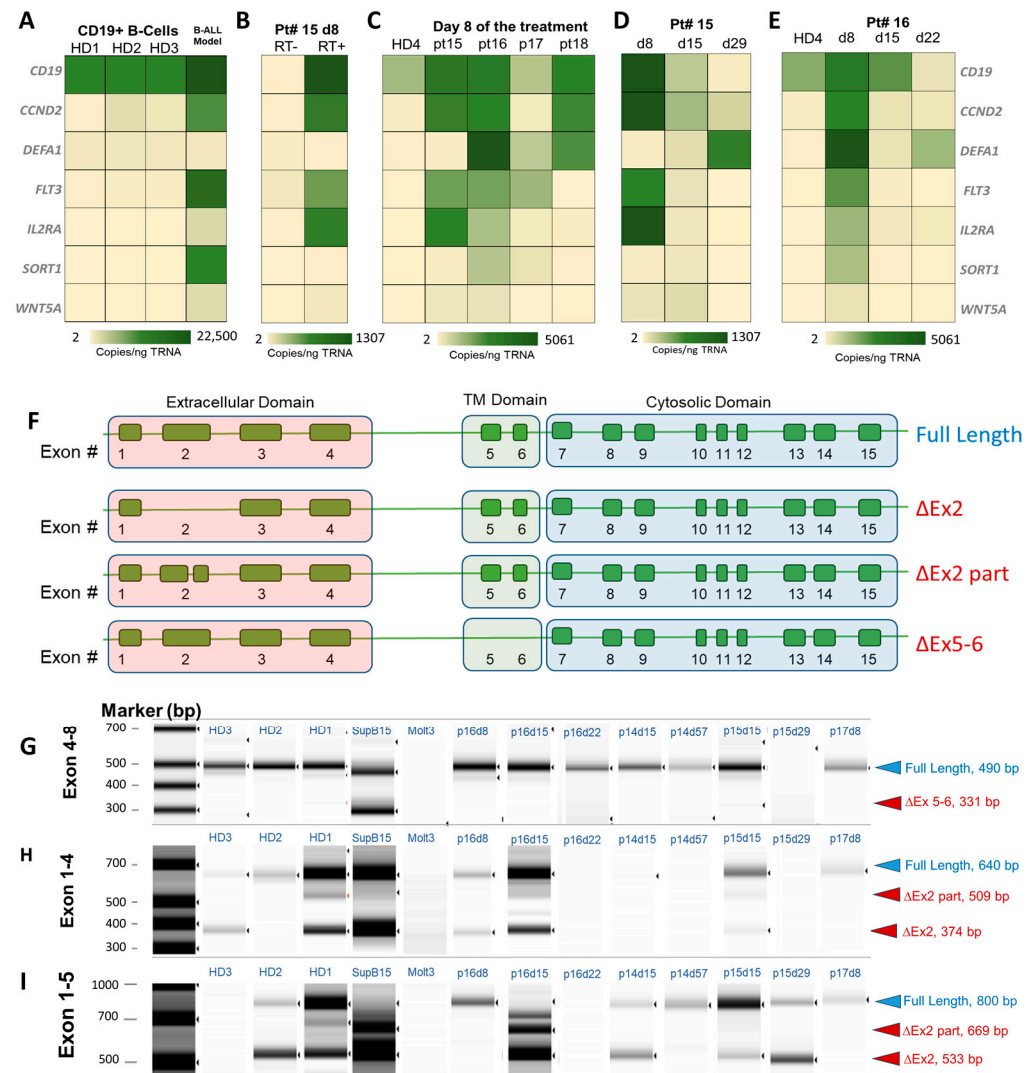 A
CD19+ B-Cells
HD1 HD2 HD3
B-ALL
Model
B
Pt# 15 d8
RT- RT+
C
Day 8 of the treatment
HD4 pt15 pt16 p17 pt18
D
Pt# 15
d8 d15 d29
E
Pt# 16
HD4 d8 d15 d22
CD19
CCND2
DEFA1
FLT3
IL2RA
SORT1
WNT5A
CD19
CCND2
DEFA1
FLT3
IL2RA
SORT1
WNT5A
2 22,500
Copies/ng TRNA
2 1307
Copies/ng TRNA
2 5061
Copies/ng TRNA
2 1307
Copies/ng TRNA
2 5061
Copies/ng TRNA
F
Extracellular Domain TM Domain Cytosolic Domain
Full Length
Exon # 1 2 3 4 5 6 7 8 9 10 11 12 13 14 15
ΔEx2
Exon # 1 2 3 4 5 6 7 8 9 10 11 12 13 14 15
ΔEx2 part
Exon # 1 2 3 4 5 6 7 8 9 10 11 12 13 14 15
ΔEx5-6
Exon # 1 2 3 4 5 6 7 8 9 10 11 12 13 14 15
Marker (bp)
G
Exon 4-8
HD3 HD2 HD1 SupB15 Molt3 p16d8 p16d15 p16d22 p14d15 p14d57 p15d15 p15d29 p17d8
700
500
400
300
Full Length, 490 bp
ΔEx 5-6, 331 bp
H
Exon 1-4
HD3 HD2 HD1 SupB15 Molt3 p16d8 p16d15 p16d22 p14d15 p14d57 p15d15 p15d29 p17d8
700
500
400
300
Full Length, 640 bp
ΔEx2 part, 509 bp
ΔEx2, 374 bp
I
Exon 1-5
HD3 HD2 HD1 SupB15 Molt3 p16d8 p16d15 p16d22 p14d15 p14d57 p15d15 p15d29 p17d8
1000
700
500
Full Length, 800 bp
ΔEx2 part, 669 bp
ΔEx2, 533 bp